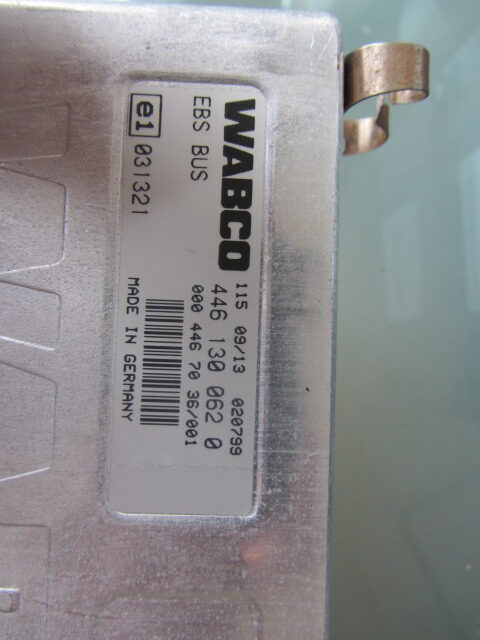 WABCO
115 09/13 020799
446 130 062 0
000 446 70 36/001
EBS BUS
e1 031321
MADE IN GERMANY